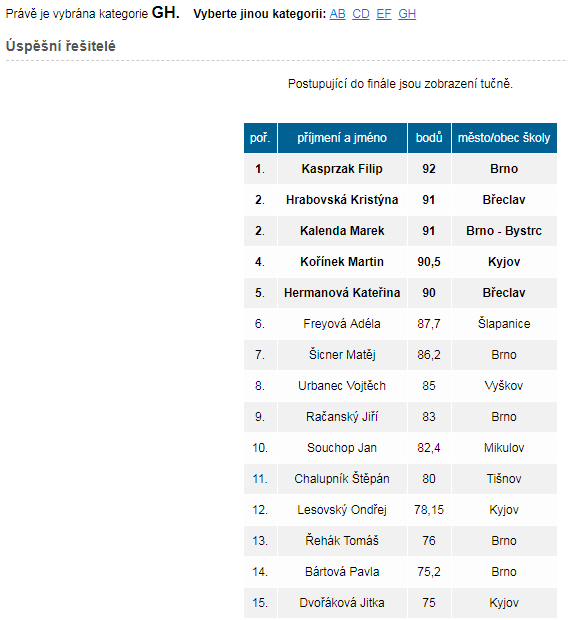 Právě je vybrána kategorie GH. Vyberte jinou kategorii: AB CD EF GH
Úspěšní řešitelé
Postupující do finále jsou zobrazení tučně.
poř. příjmení a jméno bodů město/obec školy
1. Kasprzak Filip 92 Brno
2. Hrabovská Kristýna 91 Břeclav
2. Kalenda Marek 91 Brno - Bystrc
4. Kořínek Martin 90,5 Kyjov
5. Hermanová Kateřina 90 Břeclav
6. Freyová Adéla 87,7 Šlapanice
7. Šicner Matěj 86,2 Brno
8. Urbanec Vojtěch 85 Vyškov
9. Račanský Jiří 83 Brno
10. Souchop Jan 82,4 Mikulov
11. Chalupník Štěpán 80 Tišnov
12. Lesovský Ondřej 78,15 Kyjov
13. Řehák Tomáš 76 Brno
14. Bártová Pavla 75,2 Brno
15. Dvořáková Jitka 75 Kyjov